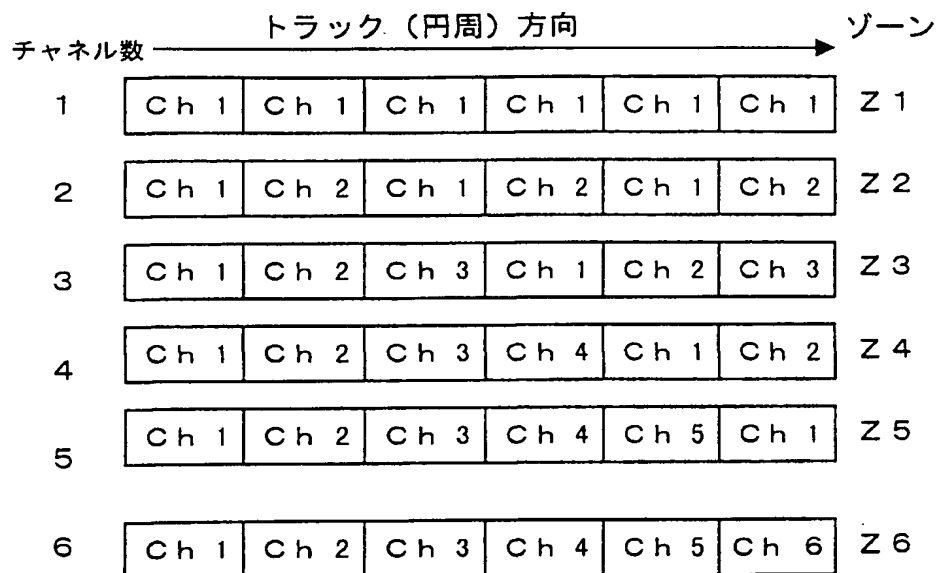 トラック（円周）方向 ゾーン
チャネル数
1 Ch 1 Ch 1 Ch 1 Ch 1 Ch 1 Ch 1 Z 1
2 Ch 1 Ch 2 Ch 1 Ch 2 Ch 1 Ch 2 Z 2
3 Ch 1 Ch 2 Ch 3 Ch 1 Ch 2 Ch 3 Z 3
4 Ch 1 Ch 2 Ch 3 Ch 4 Ch 1 Ch 2 Z 4
5 Ch 1 Ch 2 Ch 3 Ch 4 Ch 5 Ch 1 Z 5
6 Ch 1 Ch 2 Ch 3 Ch 4 Ch 5 Ch 6 Z 6